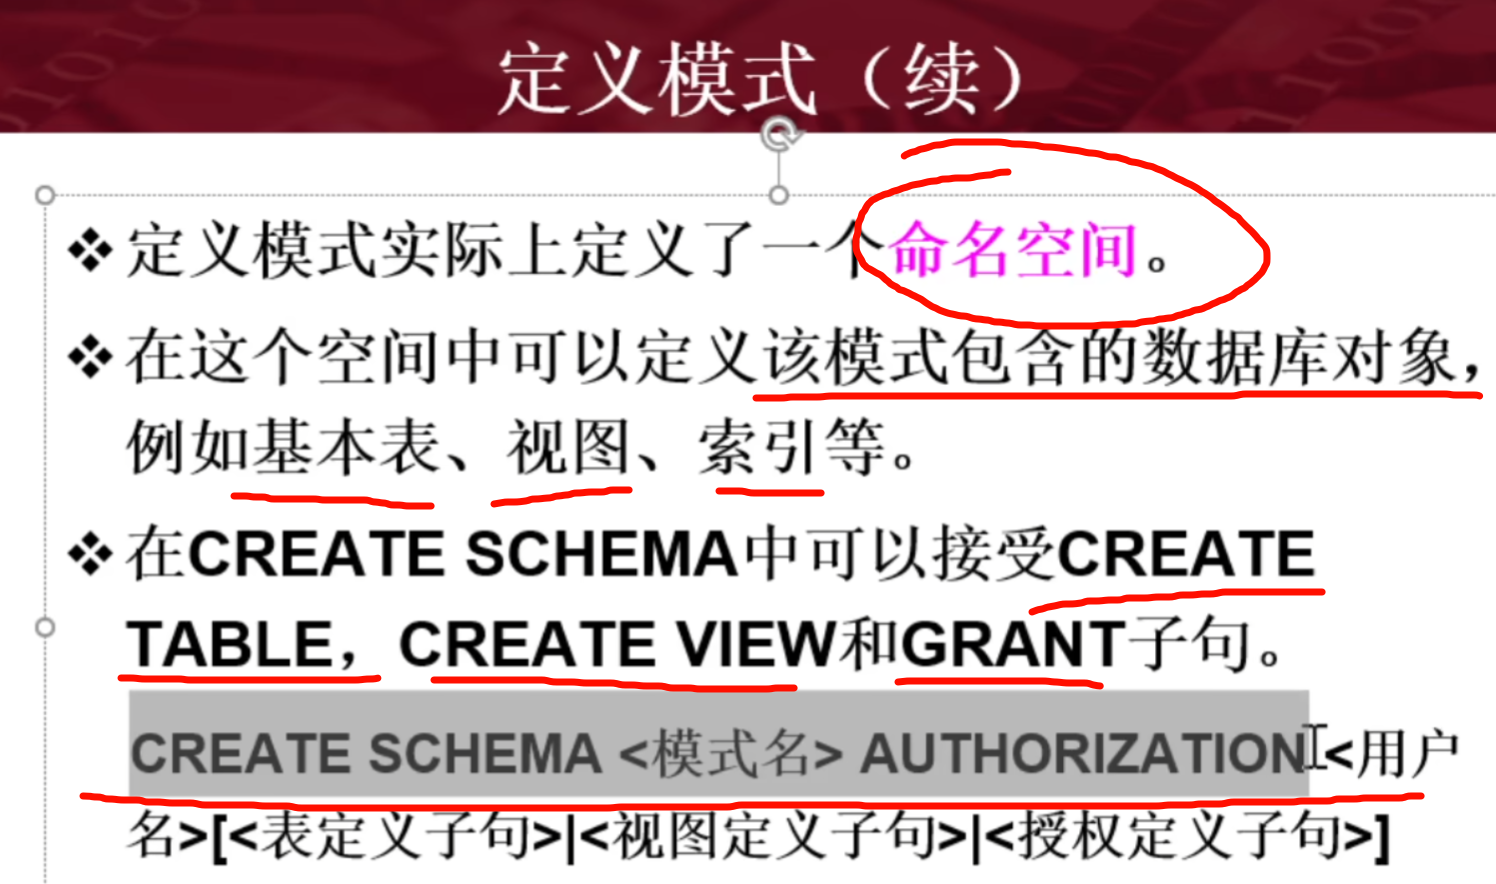 定义模式（续）
❖定义模式实际上定义了一个命名空间。
❖在这个空间中可以定义该模式包含的数据库对象，
例如基本表、视图、索引等。
❖在CREATE SCHEMA中可以接受CREATE
TABLE，CREATE VIEW和GRANT子句。
CREATE SCHEMA <模式名> AUTHORIZATION <用户
名>[<表定义子句>|<视图定义子句>|<授权定义子句>]